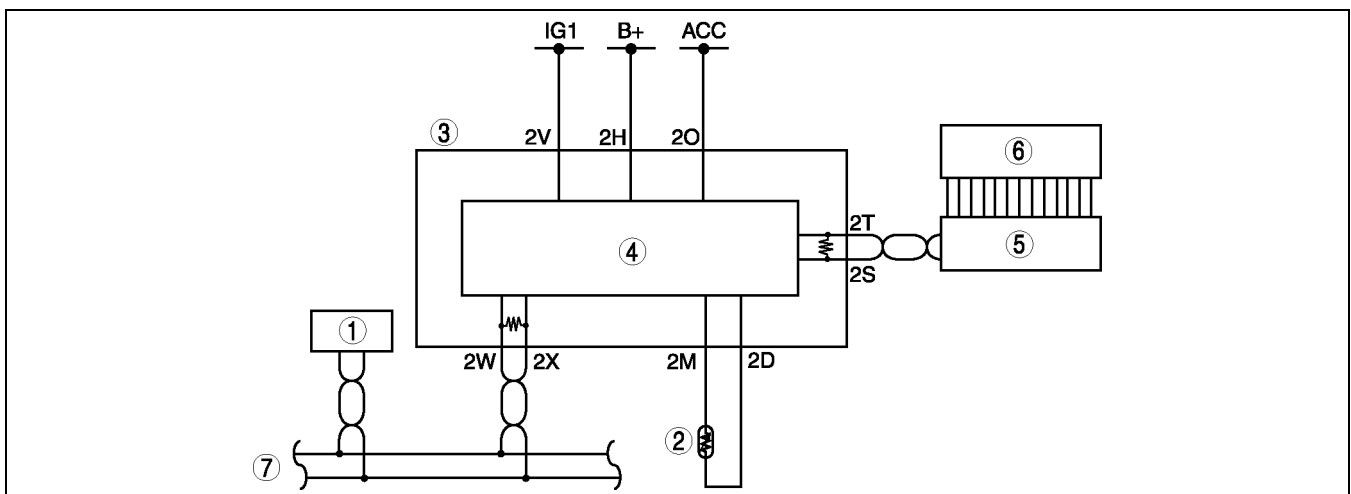 IG1 B+ ACC
③ 2V 2H 2O
⑥
2T
④ ⑤
2S
①
2W 2X 2M 2D
②
⑦